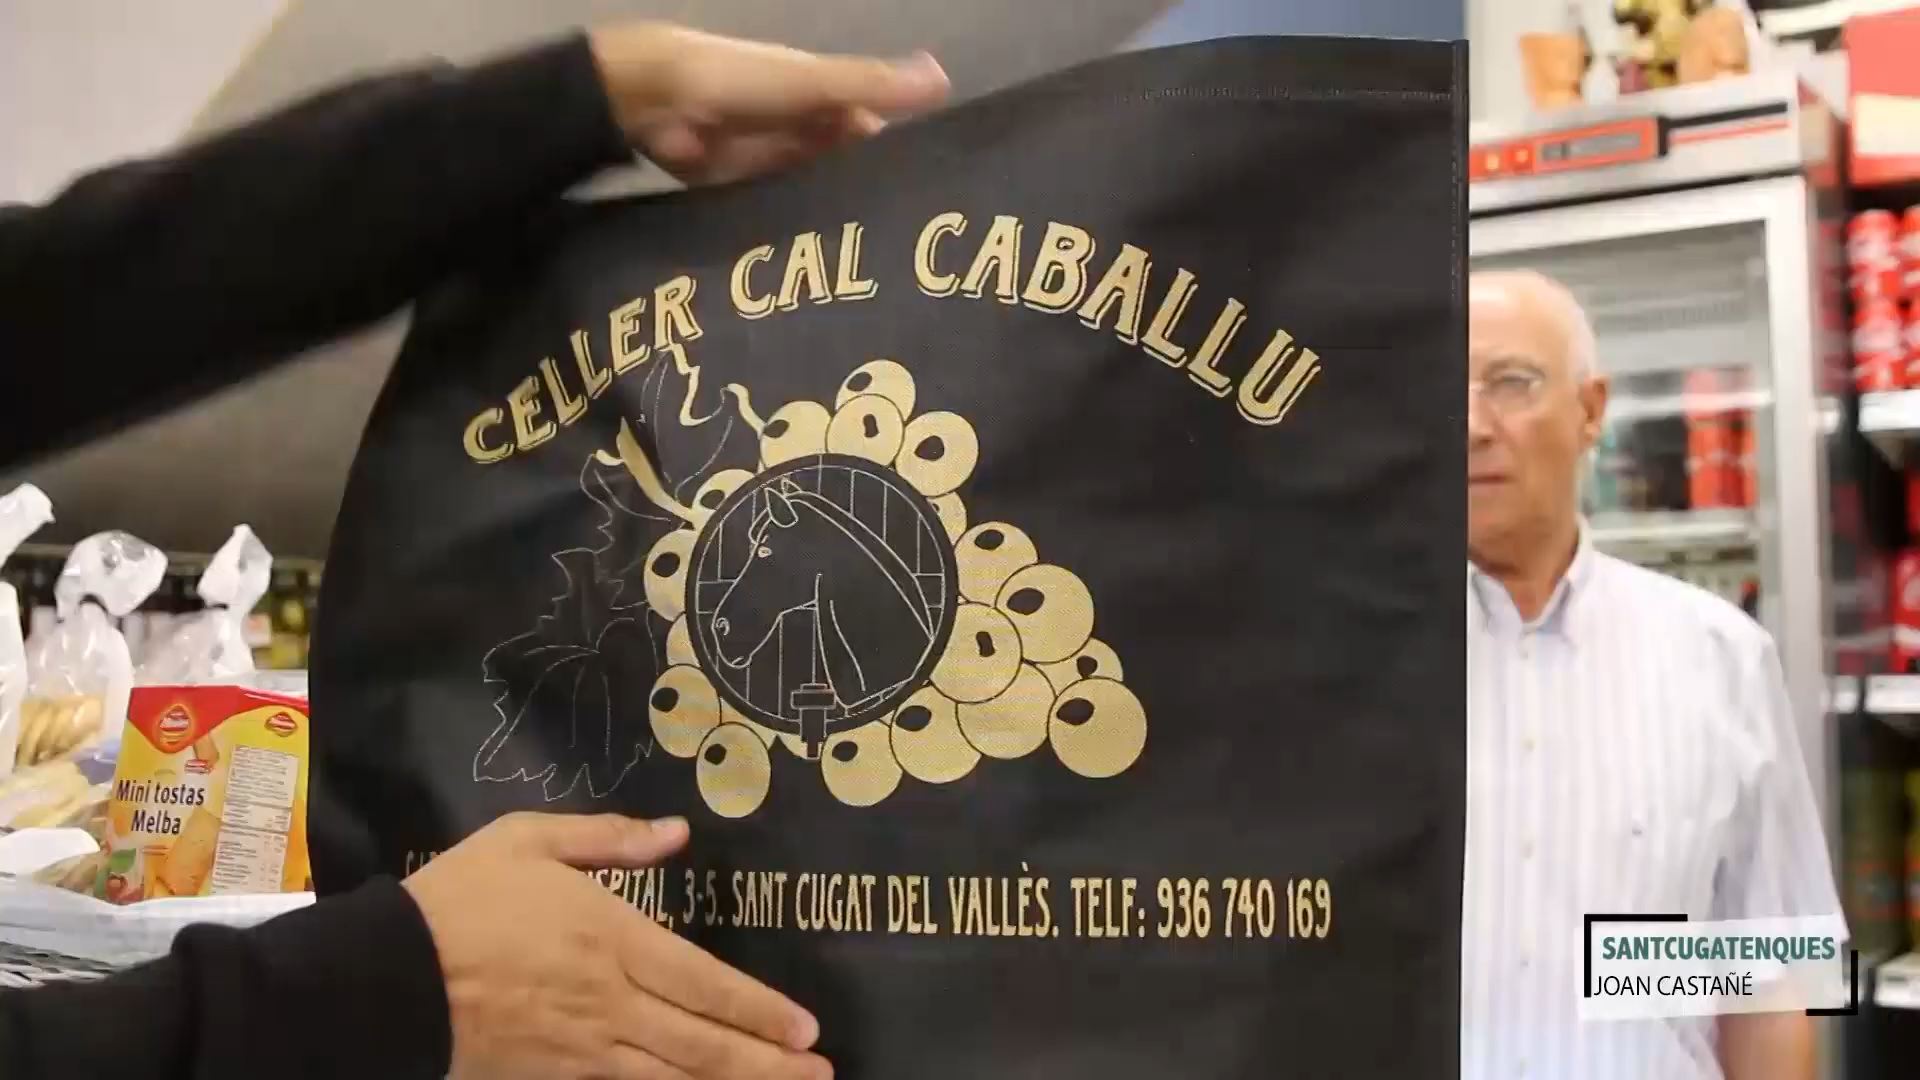 CELLER CAL CABALLU
3-5. SANT CUGAT DEL VALLÈS. TELF: 936 740 169
Mini tostas
Melba
SANTCUGATENQUES
JOAN CASTAÑÉ